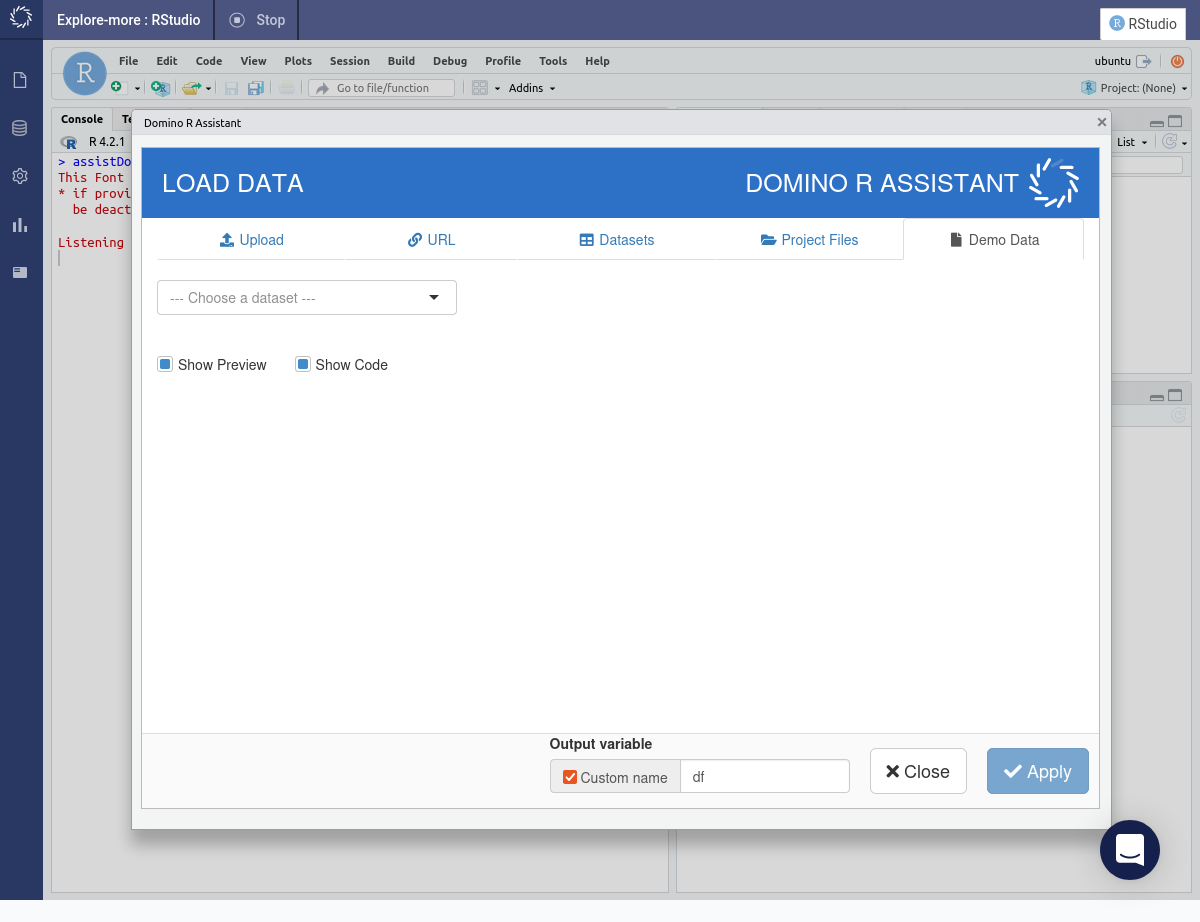 Explore-more : RStudio
Stop
RStudio
File Edit Code View Plots Session Build Debug Profile Tools Help
ubuntu
Go to file/function
Addins
Project: (None)
Console
Domino R Assistant
R 4.2.1
List
> assistDo
This Font
* if provi
be deact
Listening
LOAD DATA
DOMINO R ASSISTANT
Upload
URL
Datasets
Project Files
Demo Data
--- Choose a dataset ---
Show Preview
Show Code
Output variable
Custom name
df
Close
Apply